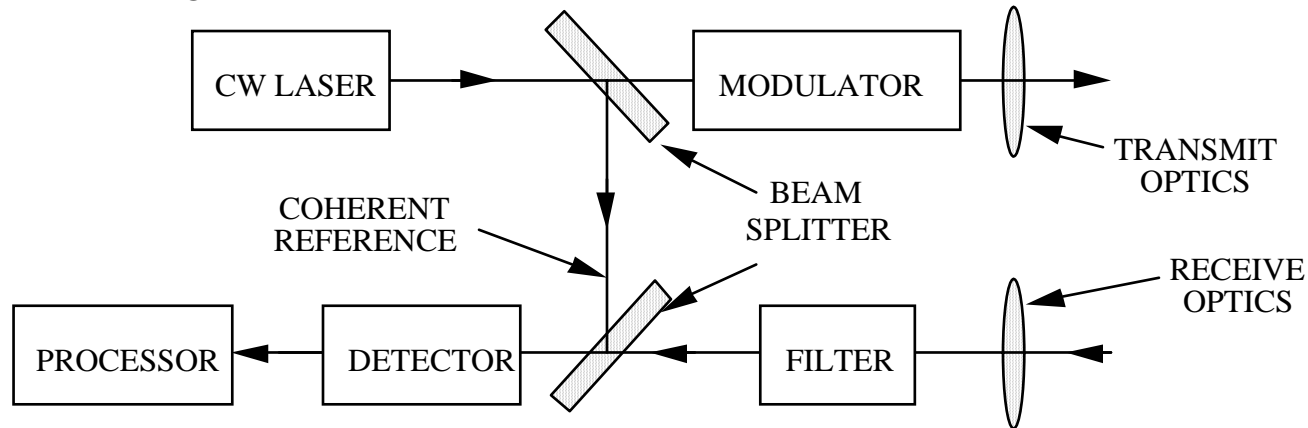 CW LASER
MODULATOR
TRANSMIT
OPTICS
COHERENT
REFERENCE
BEAM
SPLITTER
RECEIVE
OPTICS
PROCESSOR
DETECTOR
FILTER